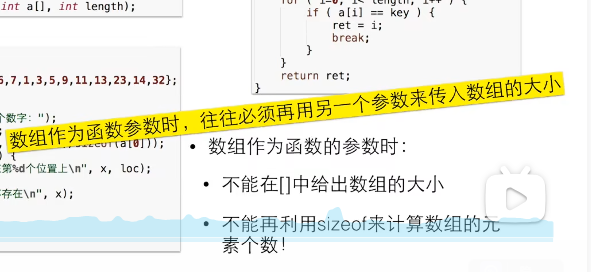 int a[], int length);
for ( i=0; i< length; i++ ) {
if ( a[i] == key ) {
ret = i;
break;
}
}
return ret;
}
,7,1,3,5,9,11,13,23,14,32};
个数字：");
数组作为函数参数时，往往必须再用另一个参数来传入数组的大小
sizeof(a[0]));
) {
在第%d个位置上\n", x, loc);
存在\n", x);
• 数组作为函数的参数时：
• 不能在[]中给出数组的大小
• 不能再利用sizeof来计算数组的元
素个数！